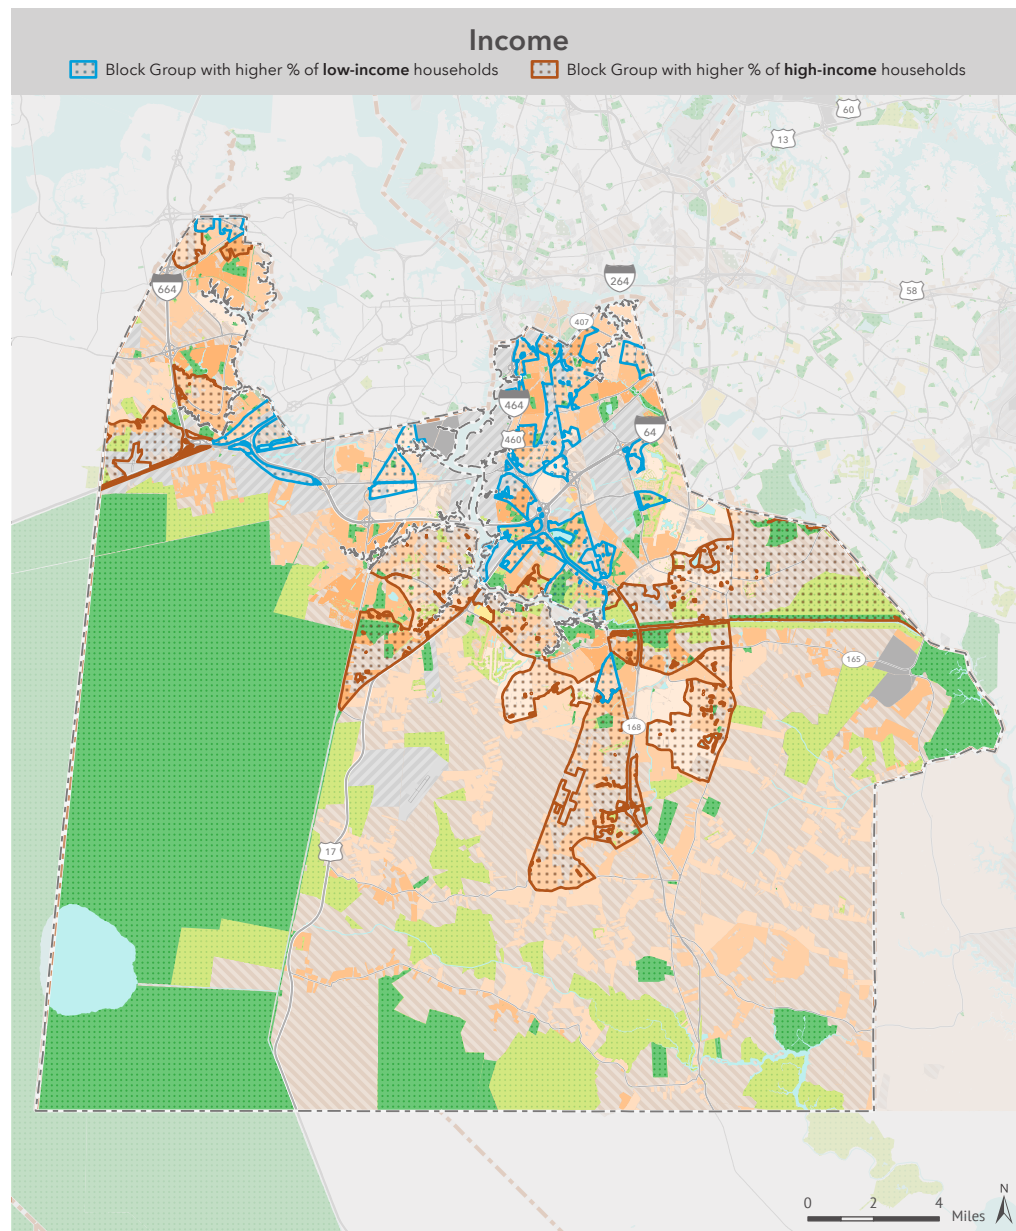 Income
Block Group with higher % of low-income households
Block Group with higher % of high-income households
60
13
264
58
664
407
464
64
460
165
168
17
N
0 2 4
Miles